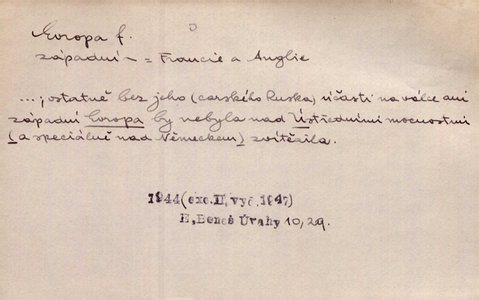 Evropa f.
západní ~ = Francie a Anglie
...; ostatně bez jeho (carského Ruska) účasti na válce ani
západní Evropa by nebyla nad Ústředními mocnostmi
(a speciálně nad Německem) zvítězila.
1944(exc.II,vyd.1947)
E,Beneš Úvahy 10,29.